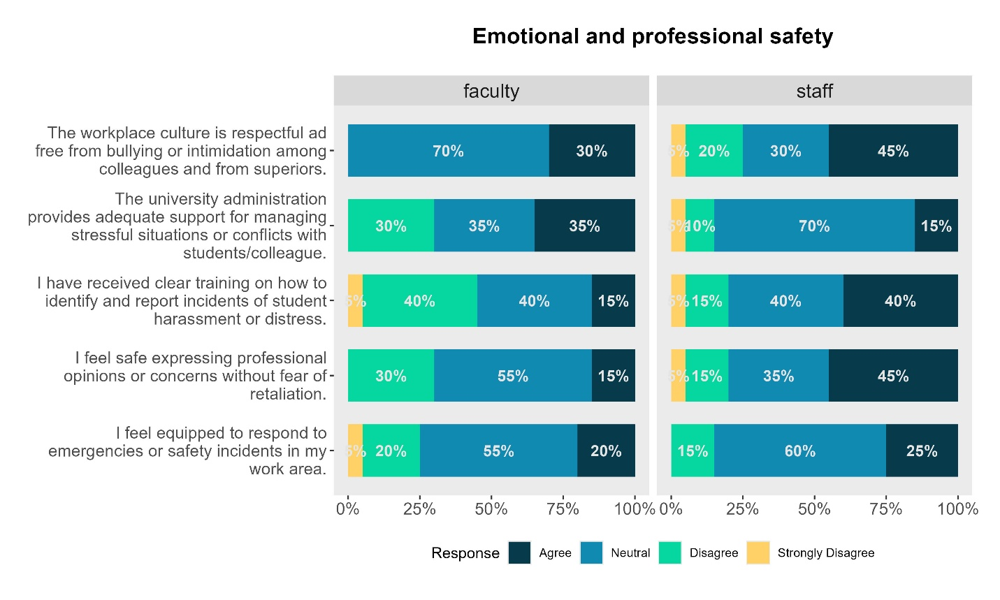 Emotional and professional safety
faculty
staff
The workplace culture is respectful ad
free from bullying or intimidation among
colleagues and from superiors.
70%
30%
5%
20%
30%
45%
The university administration
provides adequate support for managing
stressful situations or conflicts with
students/colleague.
30%
35%
35%
5%
10%
70%
15%
I have received clear training on how to
identify and report incidents of student
harassment or distress.
5%
40%
40%
15%
5%
15%
40%
40%
I feel safe expressing professional
opinions or concerns without fear of
retaliation.
30%
55%
15%
5%
15%
35%
45%
I feel equipped to respond to
emergencies or safety incidents in my
work area.
5%
20%
55%
20%
15%
60%
25%
0% 25% 50% 75% 100%
0% 25% 50% 75% 100%
Response Agree Neutral Disagree Strongly Disagree